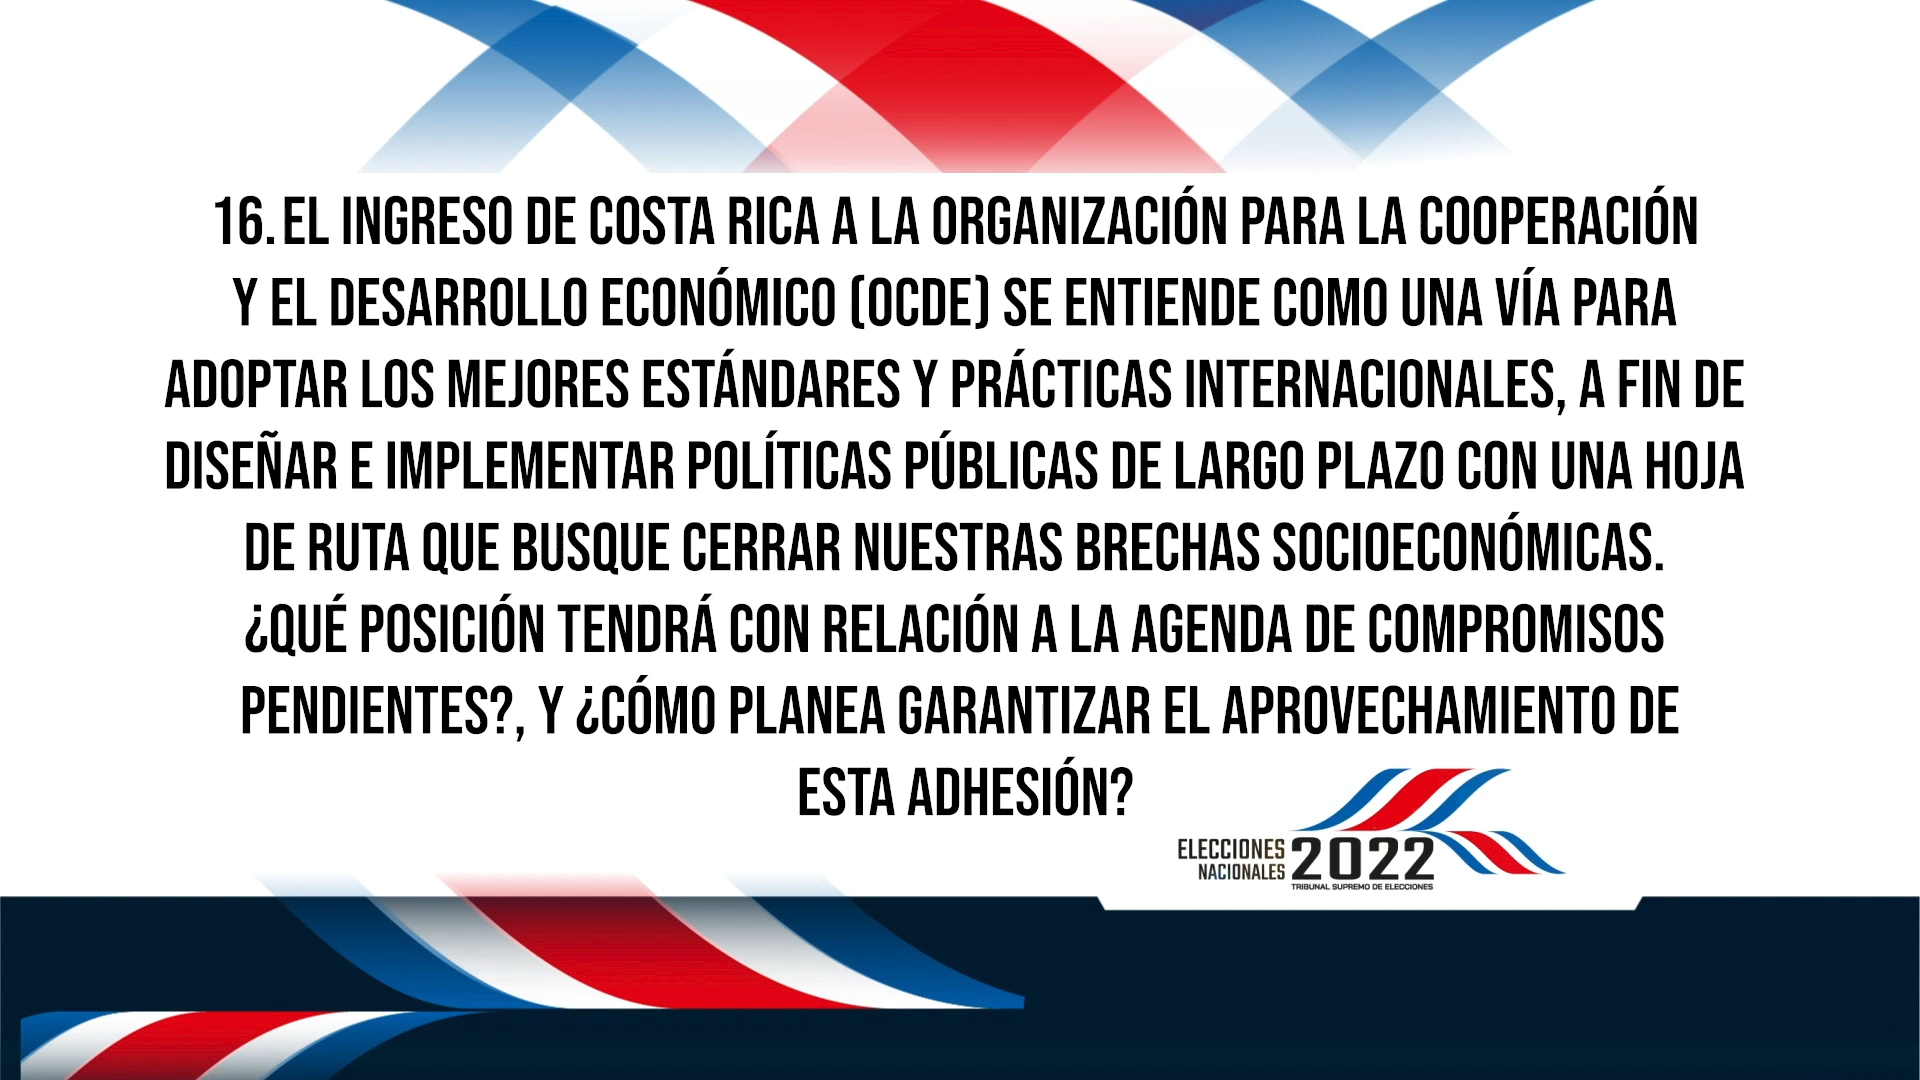 16. EL INGRESO DE COSTA RICA A LA ORGANIZACIÓN PARA LA COOPERACIÓN
Y EL DESARROLLO ECONÓMICO (OCDE) SE ENTIENDE COMO UNA VÍA PARA
ADOPTAR LOS MEJORES ESTÁNDARES Y PRÁCTICAS INTERNACIONALES, A FIN DE
DISEÑAR E IMPLEMENTAR POLÍTICAS PÚBLICAS DE LARGO PLAZO CON UNA HOJA
DE RUTA QUE BUSQUE CERRAR NUESTRAS BRECHAS SOCIOECONÓMICAS.
¿QUÉ POSICIÓN TENDRÁ CON RELACIÓN A LA AGENDA DE COMPROMISOS
PENDIENTES?, Y ¿CÓMO PLANEA GARANTIZAR EL APROVECHAMIENTO DE
ESTA ADHESIÓN?
ELECCIONES
NACIONALES
2022
TRIBUNAL SUPREMO DE ELECCIONES